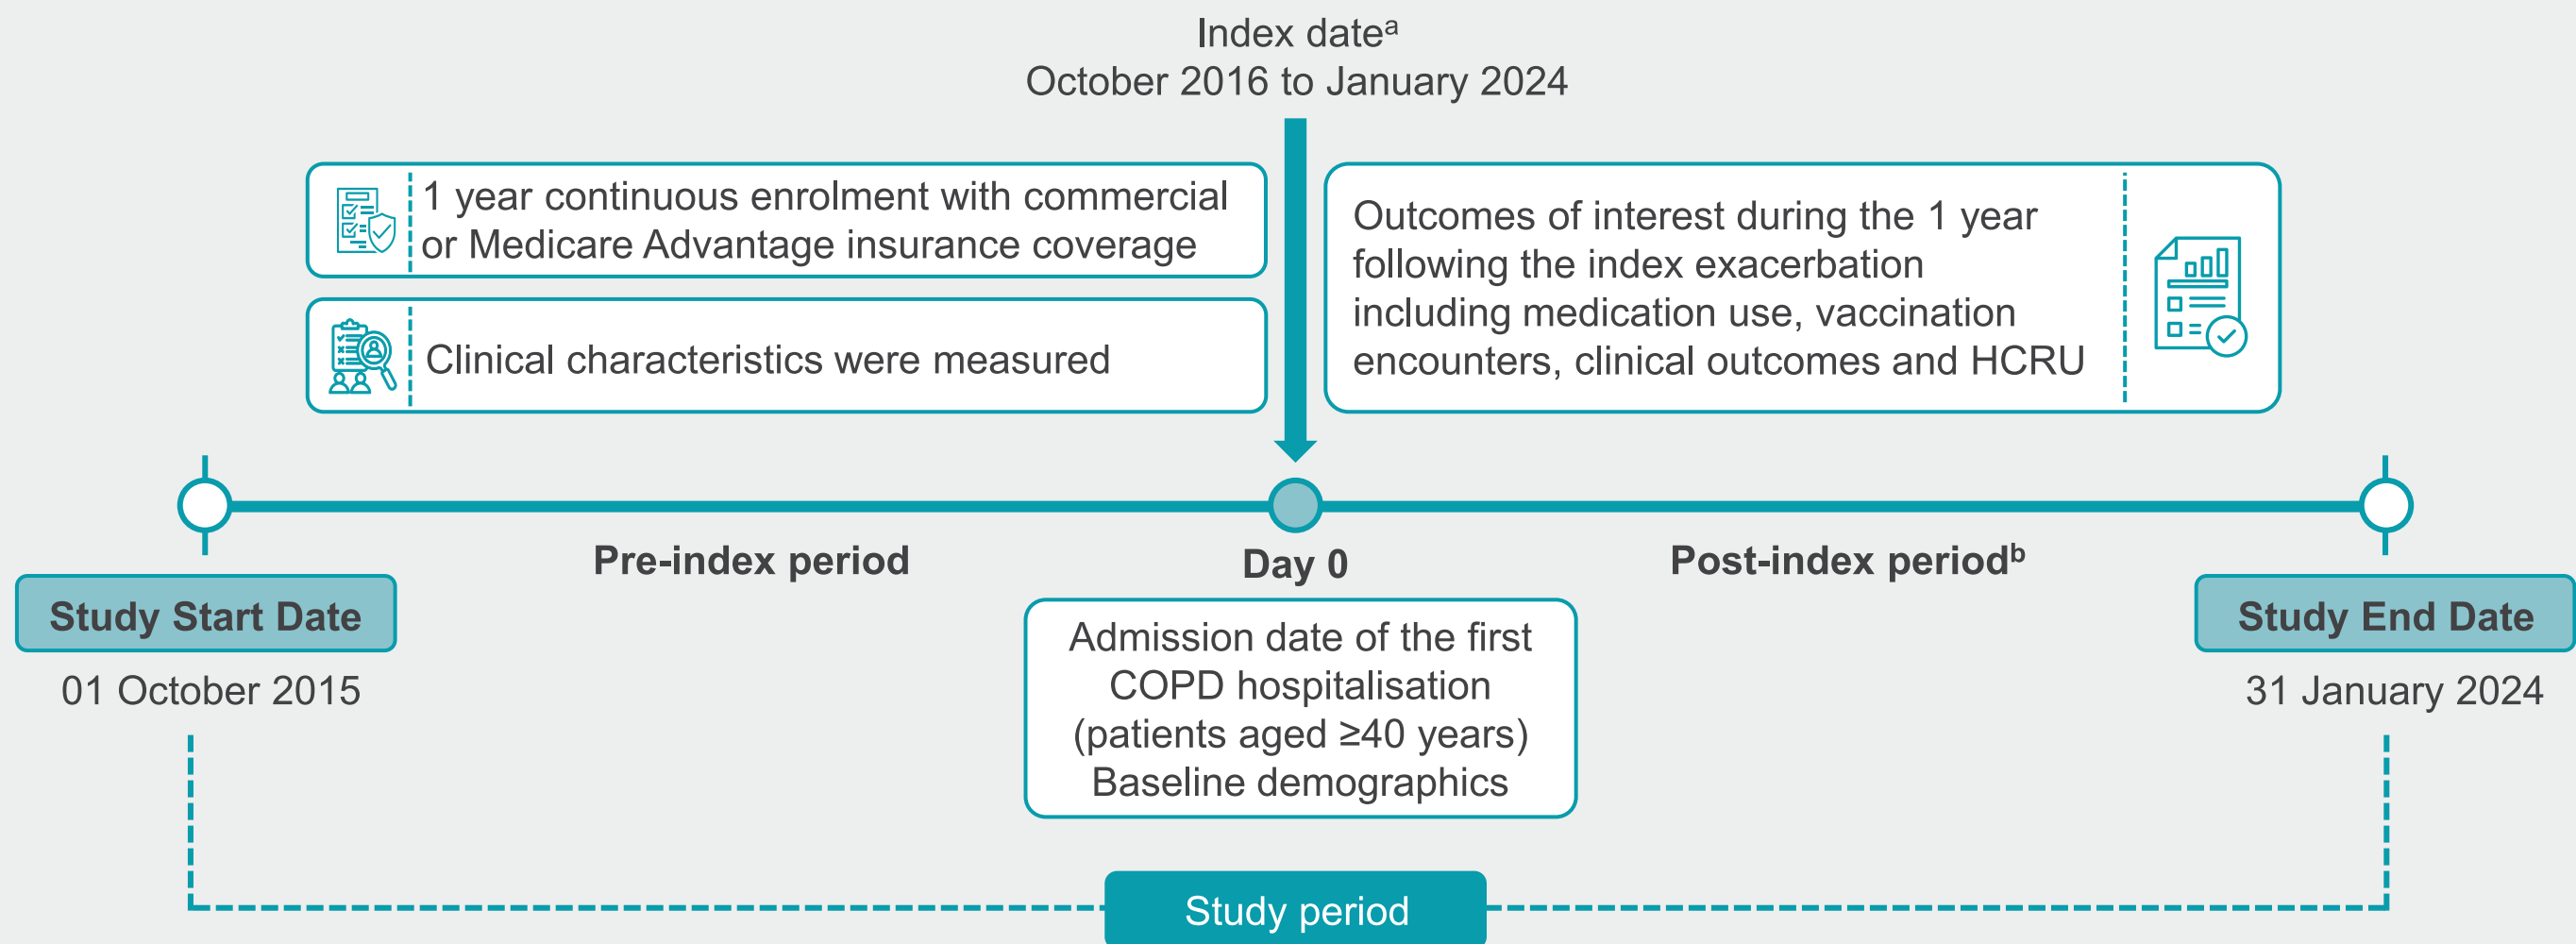 Index dateᵃ
October 2016 to January 2024
1 year continuous enrolment with commercial
or Medicare Advantage insurance coverage
Clinical characteristics were measured
Outcomes of interest during the 1 year
following the index exacerbation
including medication use, vaccination
encounters, clinical outcomes and HCRU
Pre-index period
Day 0
Post-index periodᵇ
Study Start Date
01 October 2015
Admission date of the first
COPD hospitalisation
(patients aged ≥40 years)
Baseline demographics
Study End Date
31 January 2024
Study period